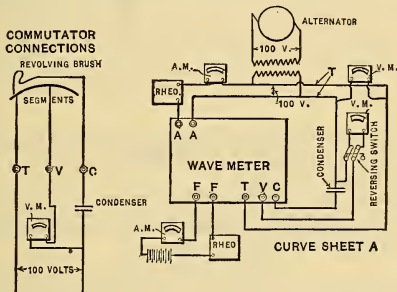 COMMUTATOR
CONNECTIONS
REVOLVING BRUSH
SEGMENTS
T V C
V.M.
CONDENSER
100 VOLTS
ALTERNATOR
100 V.
A.M.
T
V.M.
RHEO.
100 V.
V.M.
A A
WAVE METER
CONDENSER
REVERSING SWITCH
F F T V C
A.M.
RHEO
CURVE SHEET A